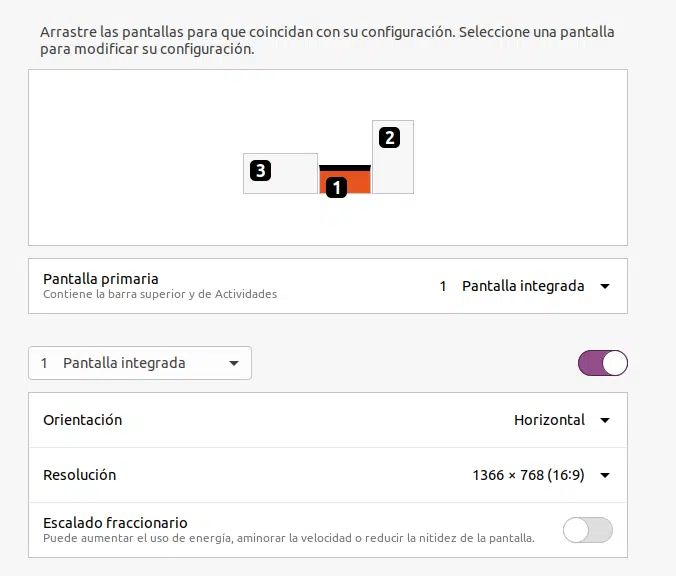 Arrastre las pantallas para que coincidan con su configuración. Seleccione una pantalla
para modificar su configuración.
2
3
1
Pantalla primaria
Contiene la barra superior y de Actividades
1 Pantalla integrada
1 Pantalla integrada
Orientación
Horizontal
Resolución
1366 × 768 (16∶9)
Escalado fraccionario
Puede aumentar el uso de energía, aminorar la velocidad o reducir la nitidez de la pantalla.